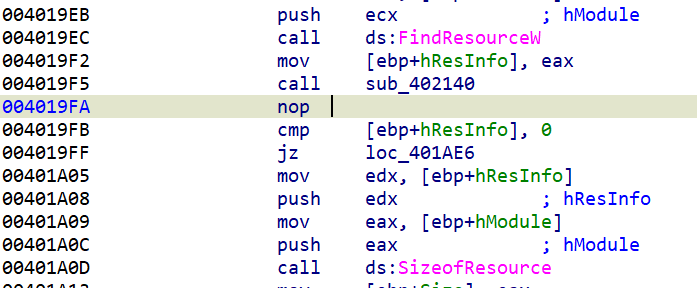 004019EB push ecx ; hModule
004019EC call ds:FindResourceW
004019F2 mov [ebp+hResInfo], eax
004019F5 call sub_402140
004019FA nop
004019FB cmp [ebp+hResInfo], 0
004019FF jz loc_401AE6
00401A05 mov edx, [ebp+hResInfo]
00401A08 push edx ; hResInfo
00401A09 mov eax, [ebp+hModule]
00401A0C push eax ; hModule
00401A0D call ds:SizeofResource